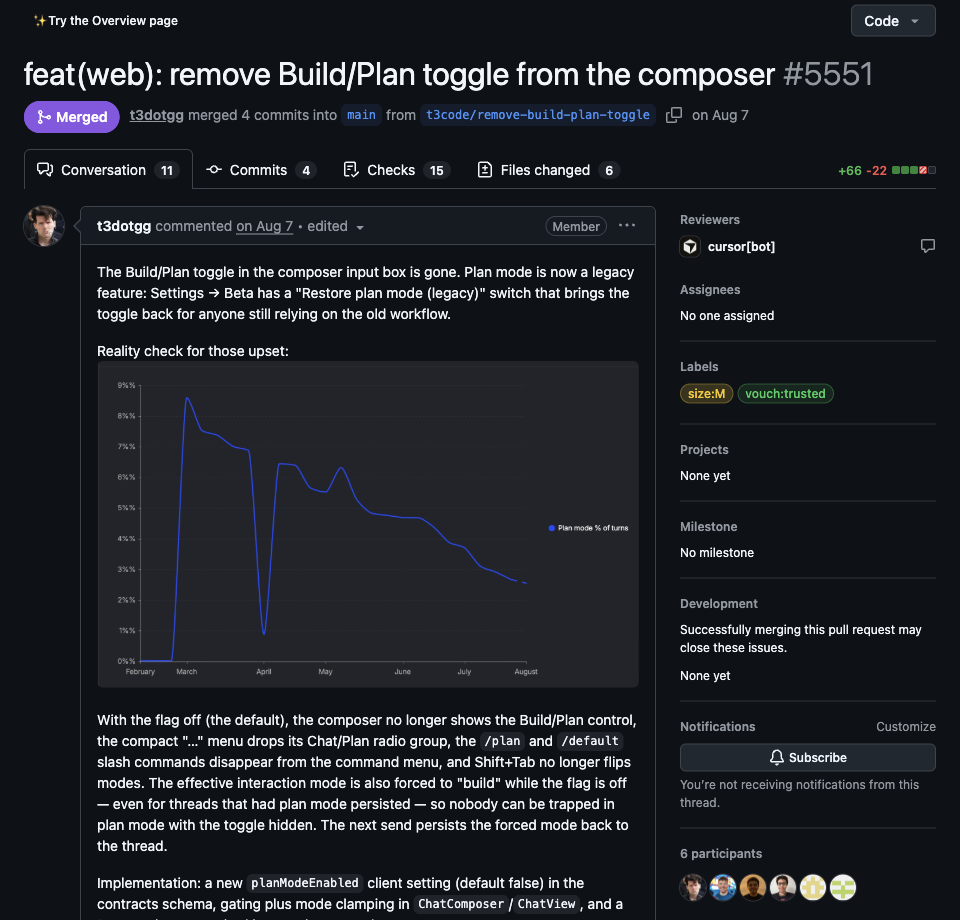 ✨Try the Overview page
Code
feat(web): remove Build/Plan toggle from the composer #5551
Merged t3dotgg merged 4 commits into main from t3code/remove-build-plan-toggle on Aug 7
Conversation 11 Commits 4 Checks 15 Files changed 6 +66 -22
t3dotgg commented on Aug 7 • edited Member ...
The Build/Plan toggle in the composer input box is gone. Plan mode is now a legacy
feature: Settings → Beta has a "Restore plan mode (legacy)" switch that brings the
toggle back for anyone still relying on the old workflow.
Reality check for those upset:
9%%
8%%
7%%
6%%
5%%
4%%
3%%
2%%
1%%
0%%
February March April May June July August
Plan mode % of turns
With the flag off (the default), the composer no longer shows the Build/Plan control,
the compact "..." menu drops its Chat/Plan radio group, the /plan and /default
slash commands disappear from the command menu, and Shift+Tab no longer flips
modes. The effective interaction mode is also forced to "build" while the flag is off
— even for threads that had plan mode persisted — so nobody can be trapped in
plan mode with the toggle hidden. The next send persists the forced mode back to
the thread.
Implementation: a new planModeEnabled client setting (default false) in the
contracts schema, gating plus mode clamping in ChatComposer / ChatView, and a
Reviewers
cursor[bot]
Assignees
No one assigned
Labels
size:M vouch:trusted
Projects
None yet
Milestone
No milestone
Development
Successfully merging this pull request may
close these issues.
None yet
Notifications Customize
Subscribe
You're not receiving notifications from this
thread.
6 participants